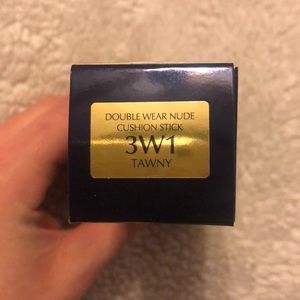 DOUBLE WEAR NUDE
CUSHION STICK
3W1
TAWNY